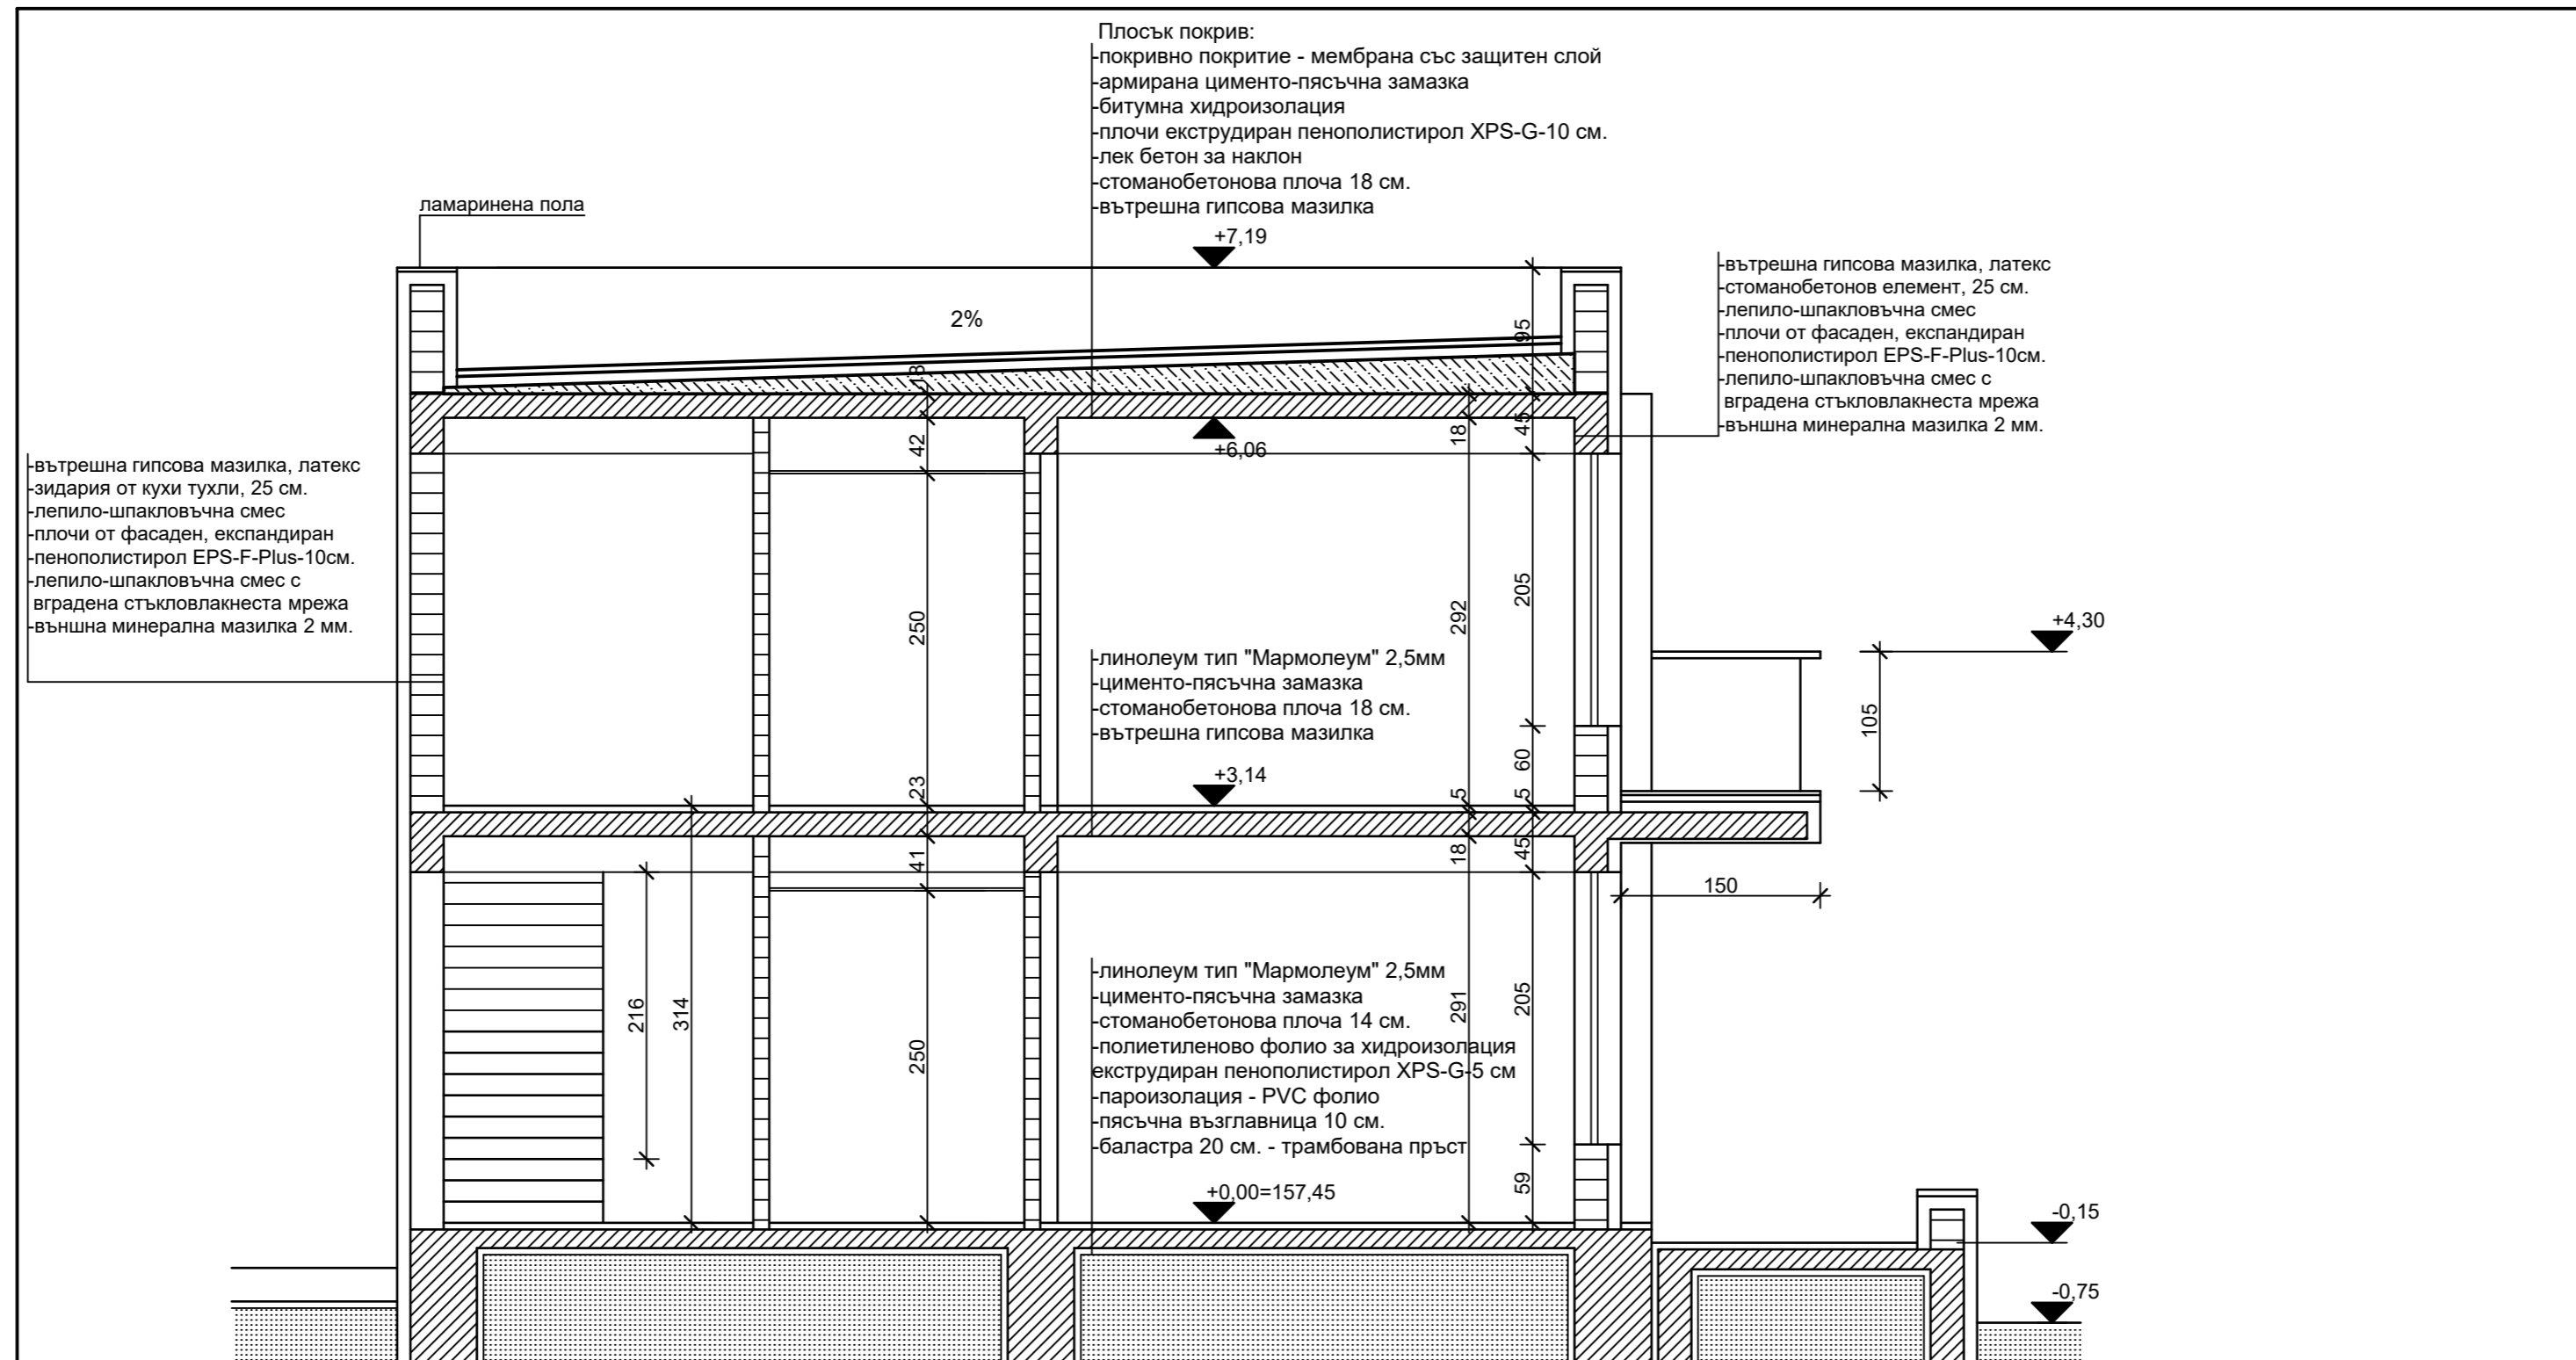 Плосък покрив:
-покривно покритие - мембрана със защитен слой
-армирана цименто-пясъчна замазка
-битумна хидроизолация
-плочи екструдиран пенополистирол XPS-G-10 см.
-лек бетон за наклон
-стоманобетонова плоча 18 см.
-вътрешна гипсова мазилка
ламаринена пола
+7,19
-вътрешна гипсова мазилка, латекс
-стоманобетонов елемент, 25 см.
-лепило-шпакловъчна смес
-плочи от фасаден, експандиран
-пенополистирол EPS-F-Plus-10см.
-лепило-шпакловъчна смес с
вградена стъкловлакнеста мрежа
-външна минерална мазилка 2 мм.
2%
95
18
42
18
45
+6,06
-вътрешна гипсова мазилка, латекс
-зидария от кухи тухли, 25 см.
-лепило-шпакловъчна смес
-плочи от фасаден, експандиран
-пенополистирол EPS-F-Plus-10см.
-лепило-шпакловъчна смес с
вградена стъкловлакнеста мрежа
-външна минерална мазилка 2 мм.
250
292
205
+4,30
-линолеум тип "Мармолеум" 2,5мм
-цименто-пясъчна замазка
-стоманобетонова плоча 18 см.
-вътрешна гипсова мазилка
105
60
+3,14
23
5
5
41
18
45
150
-линолеум тип "Мармолеум" 2,5мм
-цименто-пясъчна замазка
-стоманобетонова плоча 14 см.
-полиетиленово фолио за хидроизолация
екструдиран пенополистирол XPS-G-5 см
-пароизолация - PVC фолио
-пясъчна възглавница 10 см.
-баластра 20 см. - трамбована пръст
216
314
250
291
205
59
+0,00=157,45
-0,15
-0,75